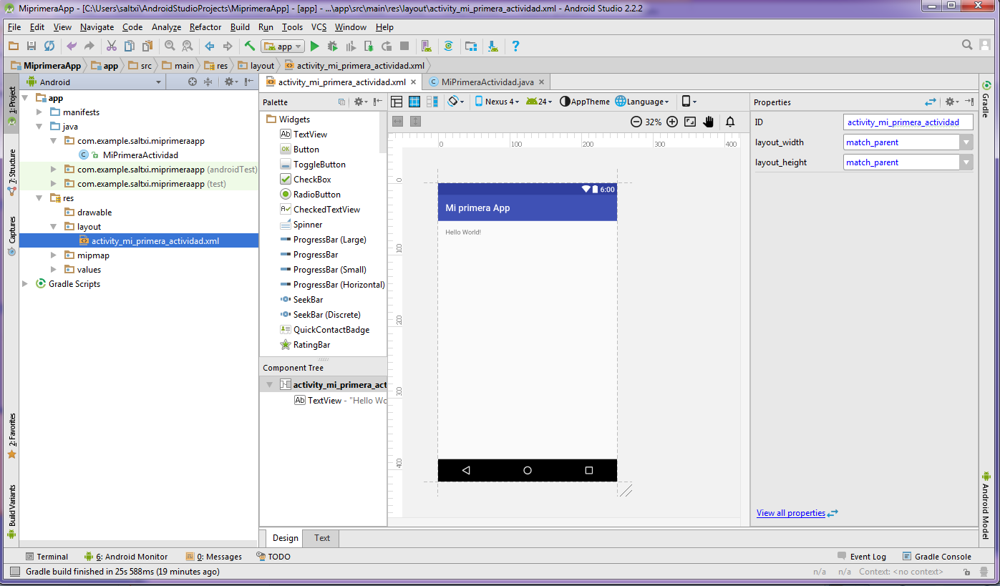 MiprimeraApp - [C:\Users\saltxi\AndroidStudioProjects\MiprimeraApp] - [app] - ...\app\src\main\res\layout\activity_mi_primera_actividad.xml - Android Studio 2.2.2
File Edit View Navigate Code Analyze Refactor Build Run Tools VCS Window Help
app
MiprimeraApp app src main res layout activity_mi_primera_actividad.xml
1: Project
7: Structure
Captures
2: Favorites
Build Variants
Android
app
manifests
java
com.example.saltxi.miprimeraapp
MiPrimeraActividad
com.example.saltxi.miprimeraapp (androidTest)
com.example.saltxi.miprimeraapp (test)
res
drawable
layout
activity_mi_primera_actividad.xml
mipmap
values
Gradle Scripts
activity_mi_primera_actividad.xml MiPrimeraActividad.java
Palette
Widgets
Ab TextView
OK Button
ToggleButton
CheckBox
RadioButton
CheckedTextView
Spinner
ProgressBar (Large)
ProgressBar
ProgressBar (Small)
ProgressBar (Horizontal)
SeekBar
SeekBar (Discrete)
QuickContactBadge
RatingBar
Component Tree
activity_mi_primera_act
Ab TextView - "Hello Wo
Nexus 4 24 AppTheme Language
32%
0 100 200 300 400
0
100
200
300
400
6:00
Mi primera App
Hello World!
Properties
ID activity_mi_primera_actividad
layout_width match_parent
layout_height match_parent
View all properties
Gradle
Android Model
Design Text
Terminal 6: Android Monitor 0: Messages TODO Event Log Gradle Console
Gradle build finished in 25s 588ms (19 minutes ago) n/a n/a Context: <no context>